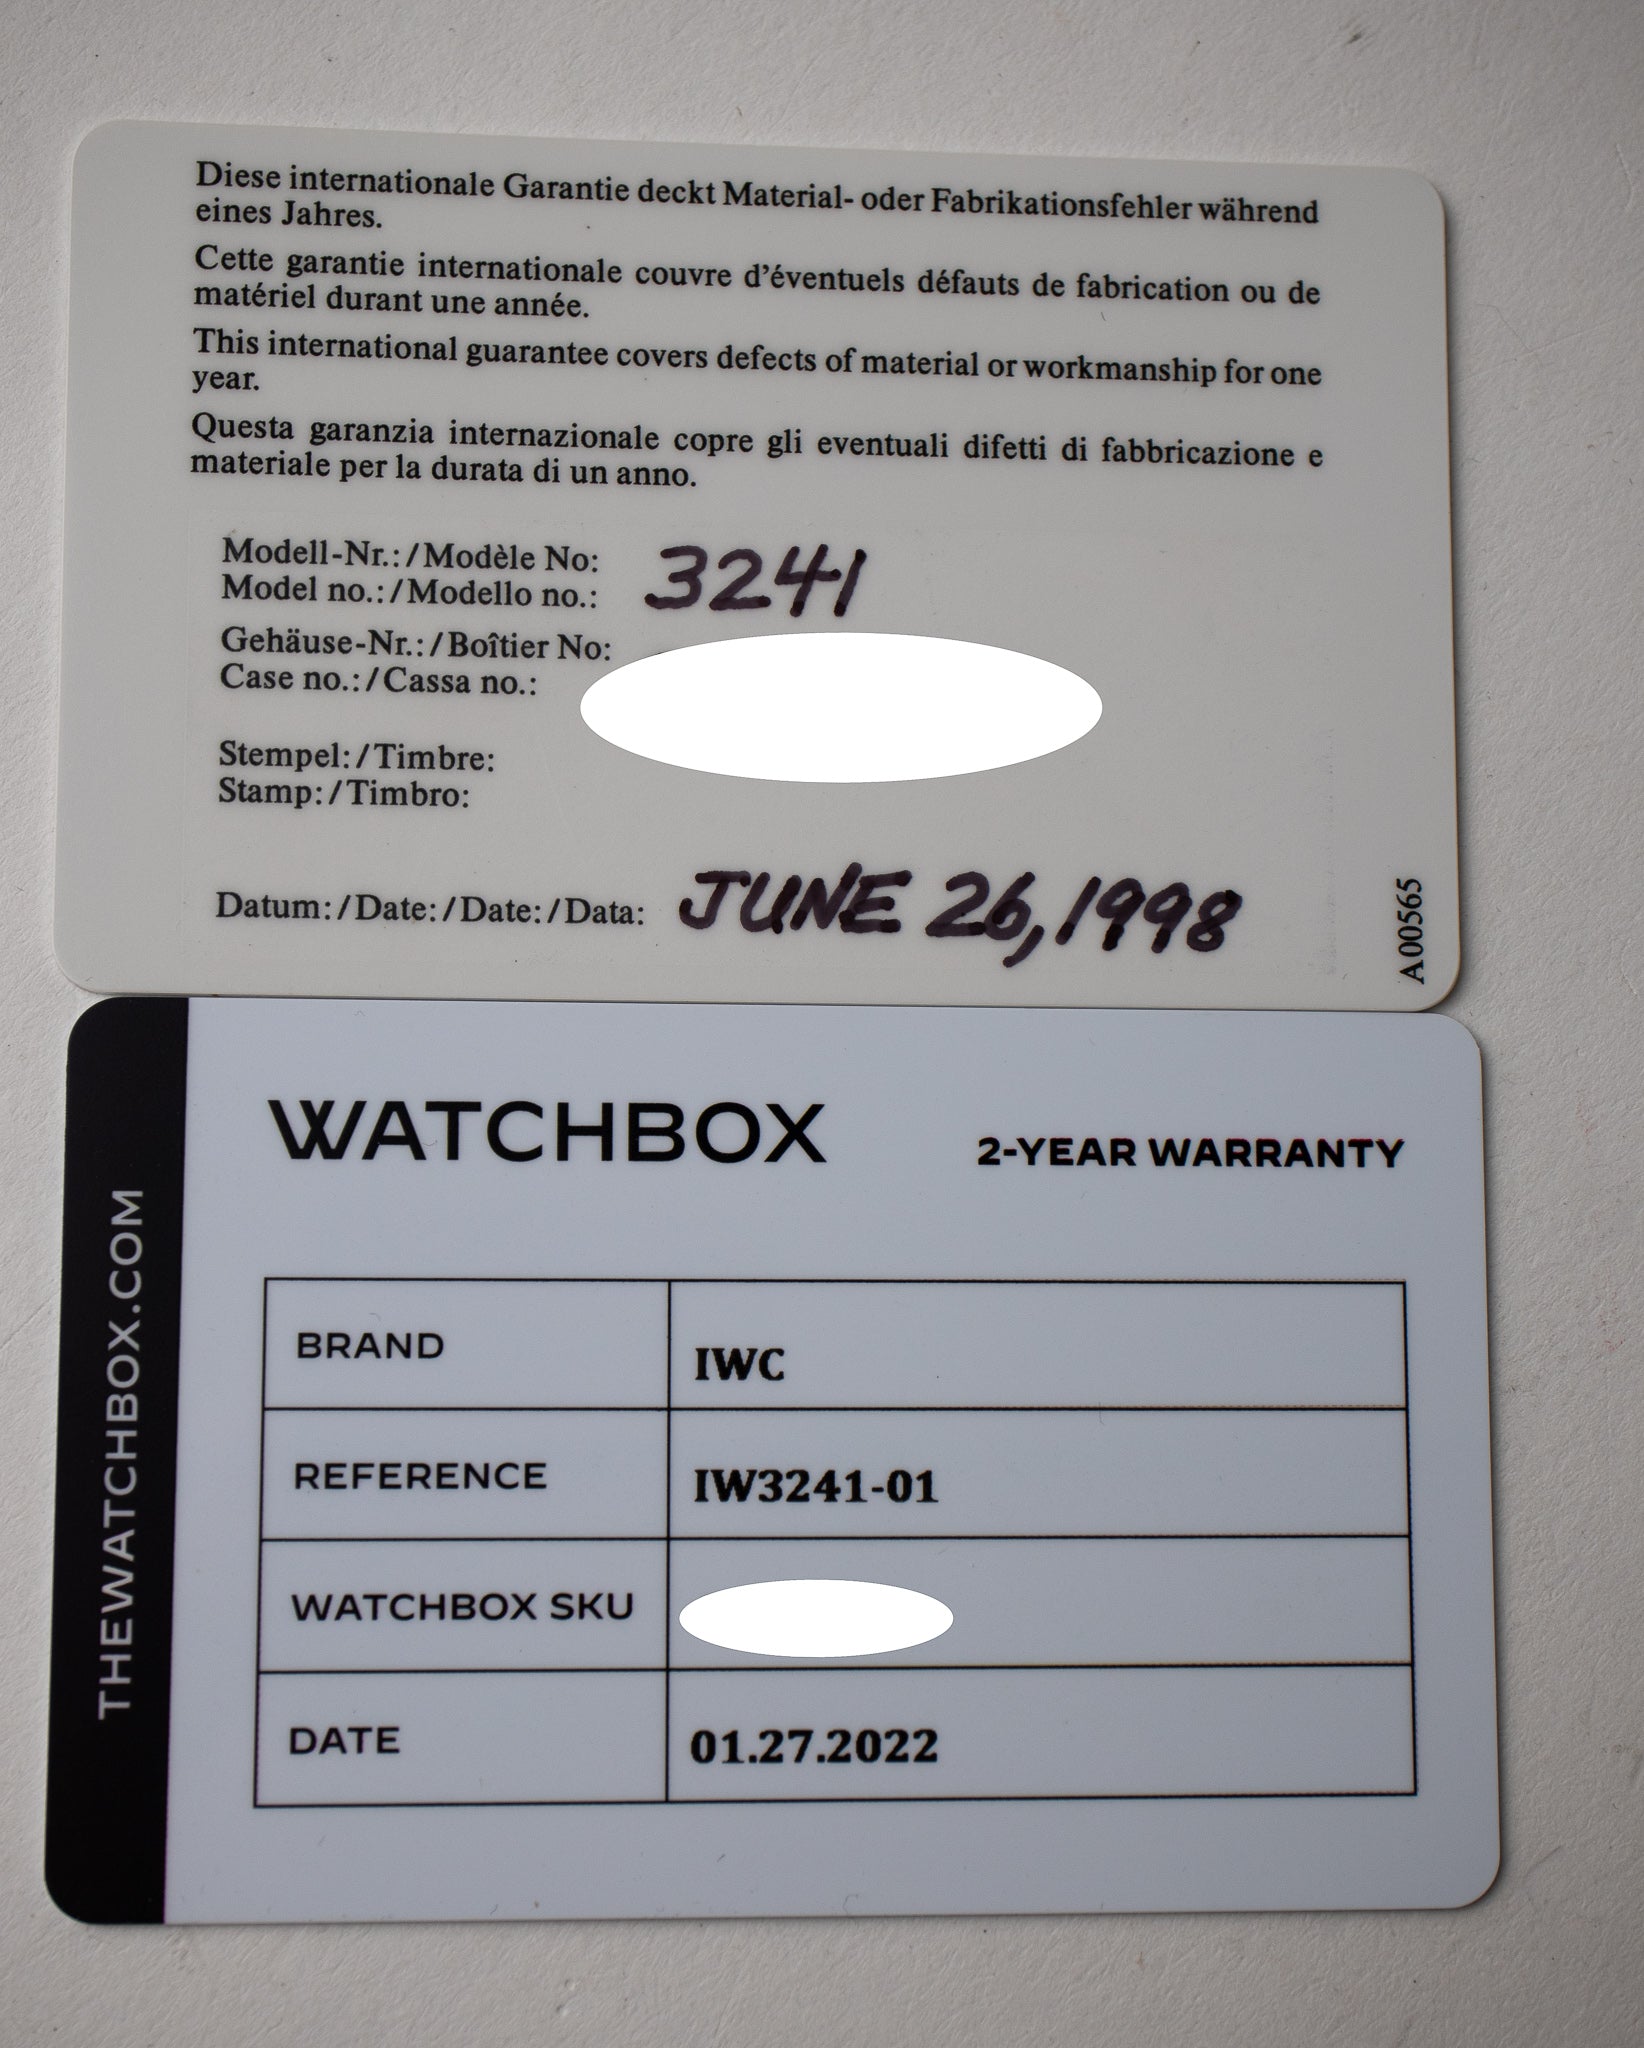 Diese internationale Garantie deckt Material- oder Fabrikationsfehler während
eines Jahres.
Cette garantie internationale couvre d'éventuels défauts de fabrication ou de
matériel durant une année.
This international guarantee covers defects of material or workmanship for one
year.
Questa garanzia internazionale copre gli eventuali difetti di fabbricazione e
materiale per la durata di un anno.
Modell-Nr.:/Modèle No:
Model no.:/Modello no.: 3241
Gehäuse-Nr.:/Boîtier No:
Case no.:/Cassa no.:
Stempel:/Timbre:
Stamp:/Timbro:
Datum:/Date:/Date:/Data: JUNE 26, 1998
A00565
WATCHBOX 2-YEAR WARRANTY
THEWATCHBOX.COM
BRAND IWC
REFERENCE IW3241-01
WATCHBOX SKU
DATE 01.27.2022